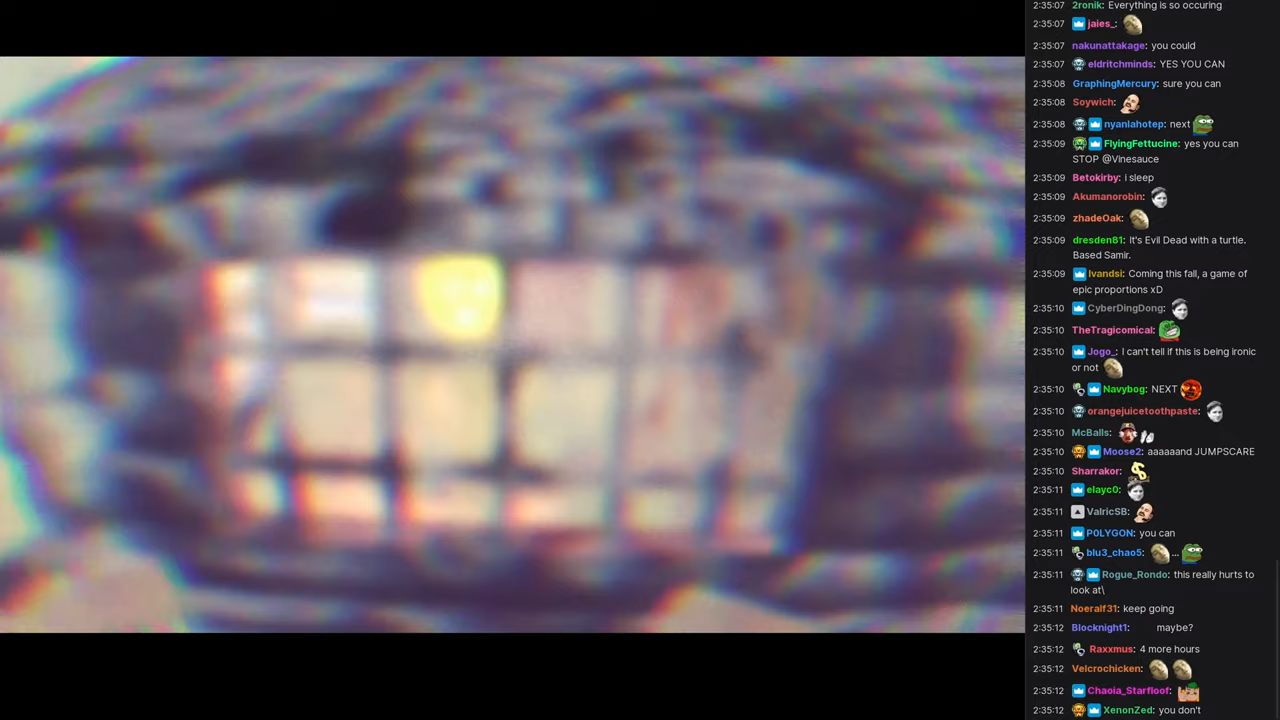 2:35:07 2ronik: Everything is so occuring
2:35:07 jaies_:
nakunattakage: you could
2:35:07 eldritchminds: YES YOU CAN
2:35:08 GraphingMercury: sure you can
2:35:08 Soywich:
2:35:08 nyanlahotep: next
2:35:09 FlyingFettucine: yes you can
STOP @Vinesauce
2:35:09 Betokirby: i sleep
2:35:09 Akumanorobin:
2:35:09 zhadeOak:
2:35:09 dresden81: It's Evil Dead with a turtle.
Based Samir.
2:35:09 Ivandsi: Coming this fall, a game of
epic proportions xD
2:35:10 CyberDingDong:
2:35:10 TheTragicomical:
2:35:10 Jogo_: I can't tell if this is being ironic
or not
2:35:10 Navybog: NEXT
2:35:10 orangejuicetoothpaste:
2:35:10 McBalls:
2:35:10 Moose2: aaaaaand JUMPSCARE
2:35:10 Sharrakor:
2:35:11 elayc0:
2:35:11 ValricSB:
2:35:11 P0LYGON: you can
2:35:11 blu3_chao5: ...
2:35:11 Rogue_Rondo: this really hurts to
look at\
2:35:11 Noeralf31: keep going
2:35:12 Blocknight1: maybe?
2:35:12 Raxxmus: 4 more hours
2:35:12 Velcrochicken:
2:35:12 Chaoia_Starfloof:
2:35:12 XenonZed: you don't